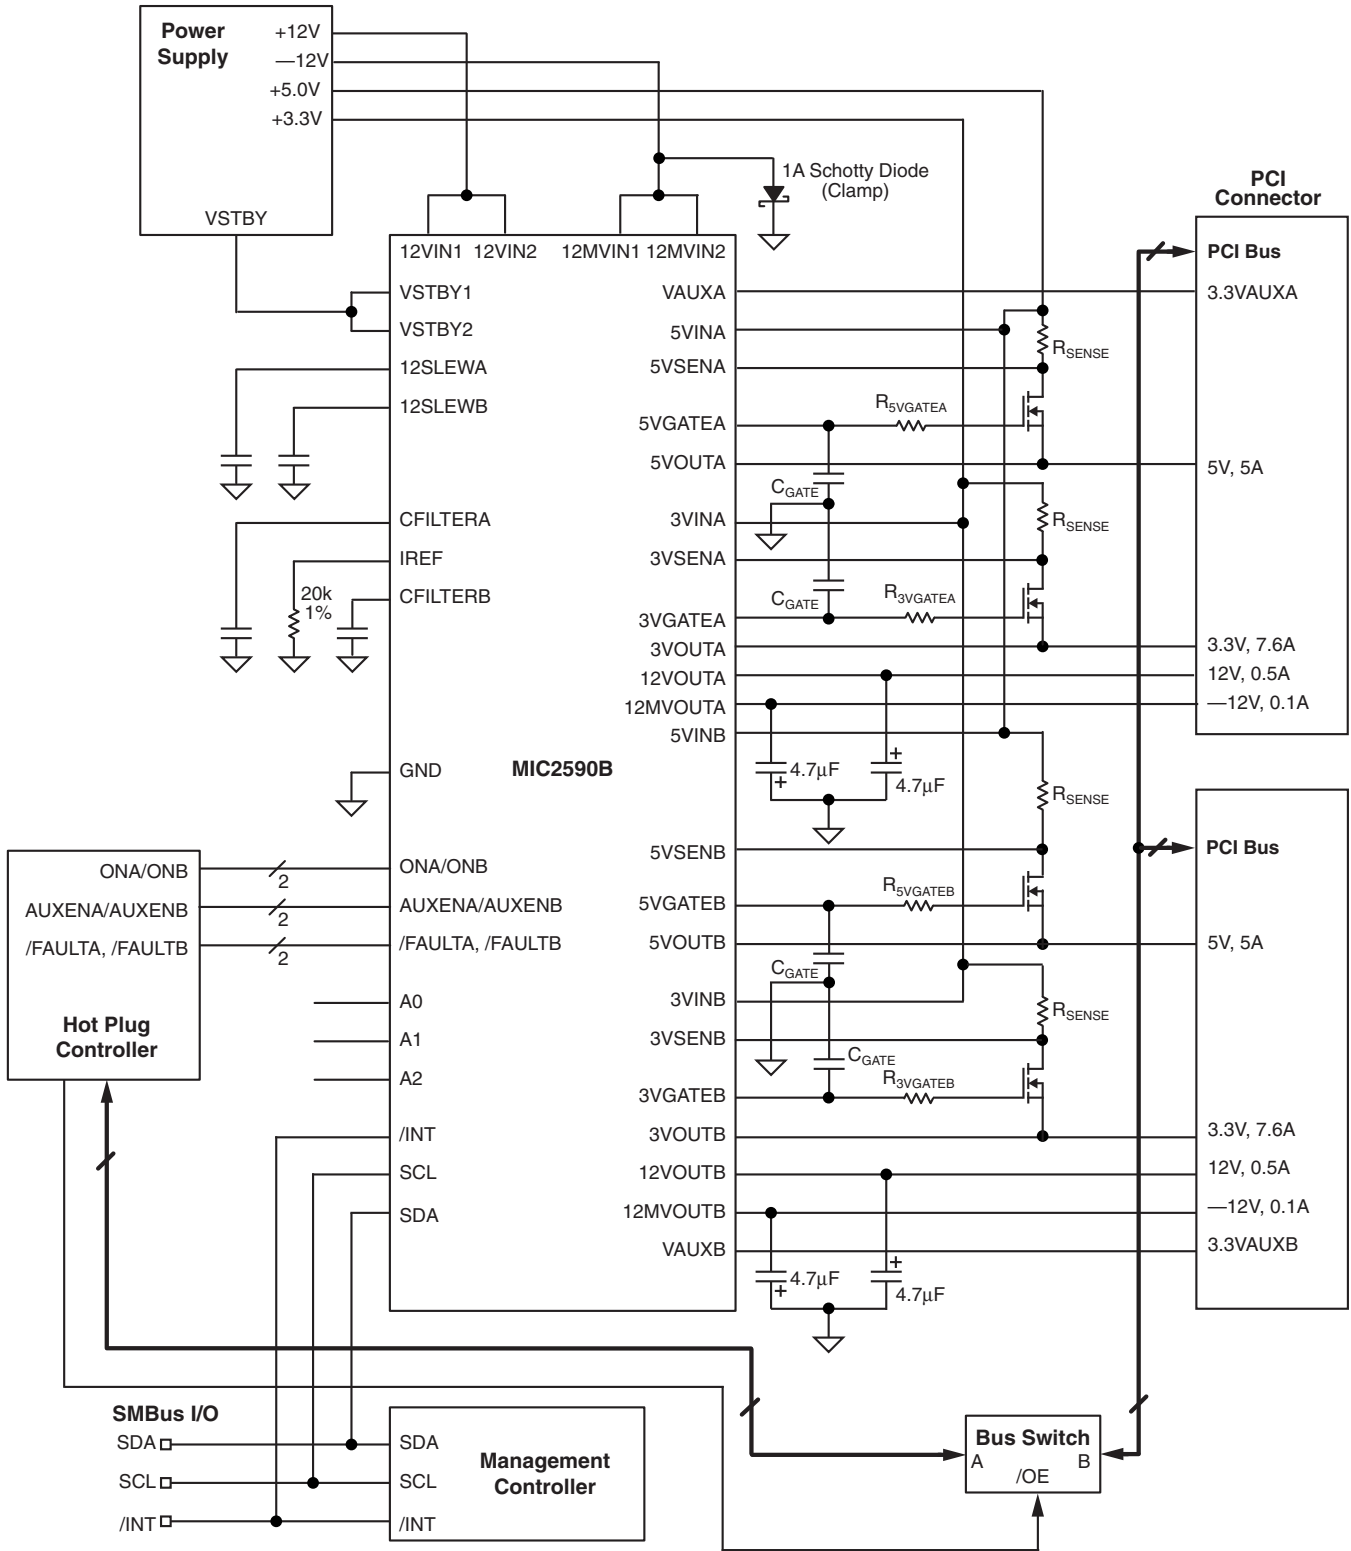 Power
Supply
+12V
—12V
+5.0V
+3.3V
VSTBY
1A Schotty Diode
(Clamp)
PCI
Connector
12VIN1 12VIN2 12MVIN1 12MVIN2
VSTBY1
VSTBY2
12SLEWA
12SLEWB
CFILTERA
IREF
CFILTERB
20k
1%
GND
MIC2590B
ONA/ONB
AUXENA/AUXENB
/FAULTA, /FAULTB
A0
A1
A2
/INT
SCL
SDA
VAUXA
5VINA
5VSENA
5VGATEA
5VOUTA
3VINA
3VSENA
3VGATEA
3VOUTA
12VOUTA
12MVOUTA
5VINB
5VSENB
5VGATEB
5VOUTB
3VINB
3VSENB
3VGATEB
3VOUTB
12VOUTB
12MVOUTB
VAUXB
RSENSE
R5VGATEA
CGATE
RSENSE
CGATE
R3VGATEA
+
4.7µF
+
4.7µF
RSENSE
R5VGATEB
CGATE
RSENSE
CGATE
R3VGATEB
+
4.7µF
+
4.7µF
PCI Bus
3.3VAUXA
5V, 5A
3.3V, 7.6A
12V, 0.5A
—12V, 0.1A
PCI Bus
5V, 5A
3.3V, 7.6A
12V, 0.5A
—12V, 0.1A
3.3VAUXB
ONA/ONB
AUXENA/AUXENB
/FAULTA, /FAULTB
2
2
2
Hot Plug
Controller
SMBus I/O
SDA
SCL
/INT
SDA
SCL
/INT
Management
Controller
Bus Switch
A B
/OE